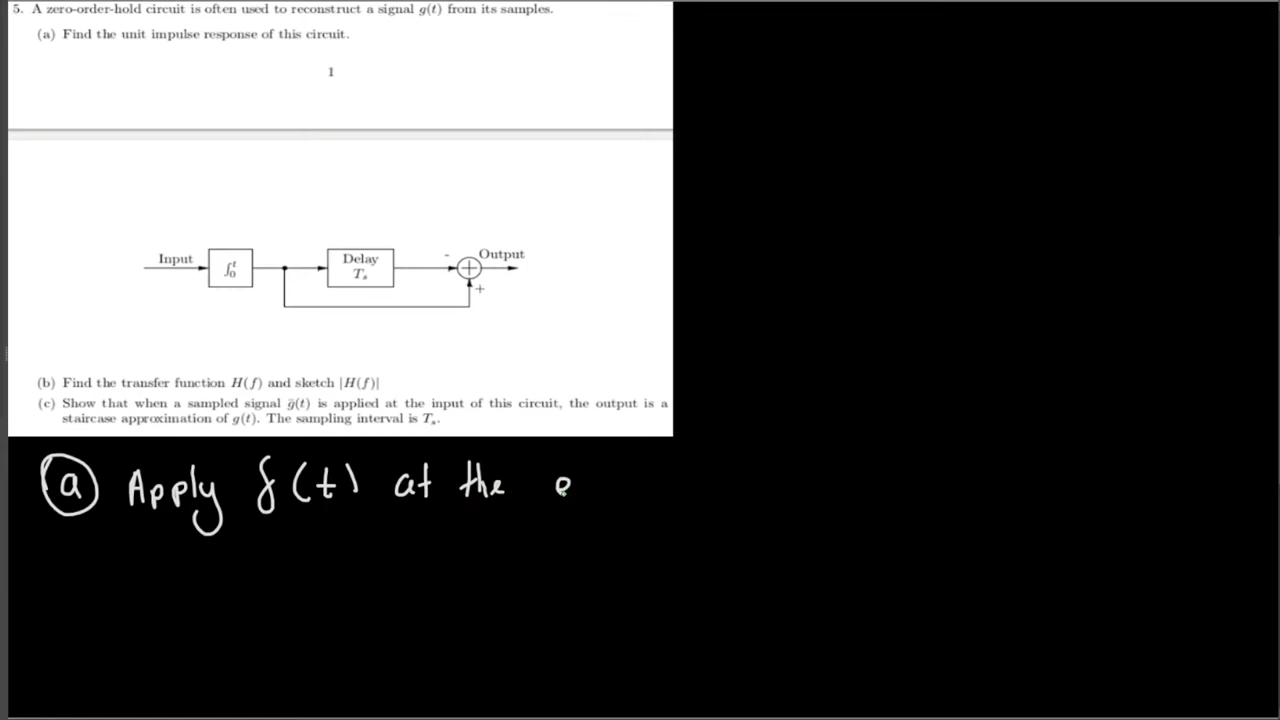 5. A zero-order-hold circuit is often used to reconstruct a signal g(t) from its samples.
(a) Find the unit impulse response of this circuit.
1
Input
∫₀ᵗ
Delay
Tₛ
-
Output
+
+
(b) Find the transfer function H(f) and sketch |H(f)|
(c) Show that when a sampled signal ḡ(t) is applied at the input of this circuit, the output is a
staircase approximation of g(t). The sampling interval is Tₛ.
(a) Apply δ(t) at the